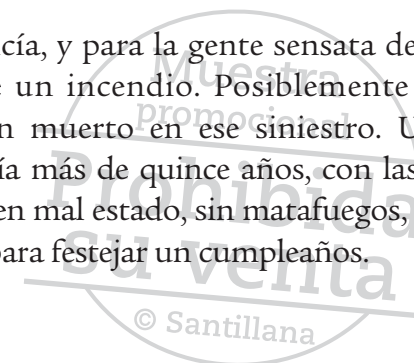 cía, y para la gente sensata de
e un incendio. Posiblemente
n muerto en ese siniestro. U
ía más de quince años, con las
en mal estado, sin matafuegos,
para festejar un cumpleaños.
Muestra
promocional
Prohibida
su venta
© Santillana